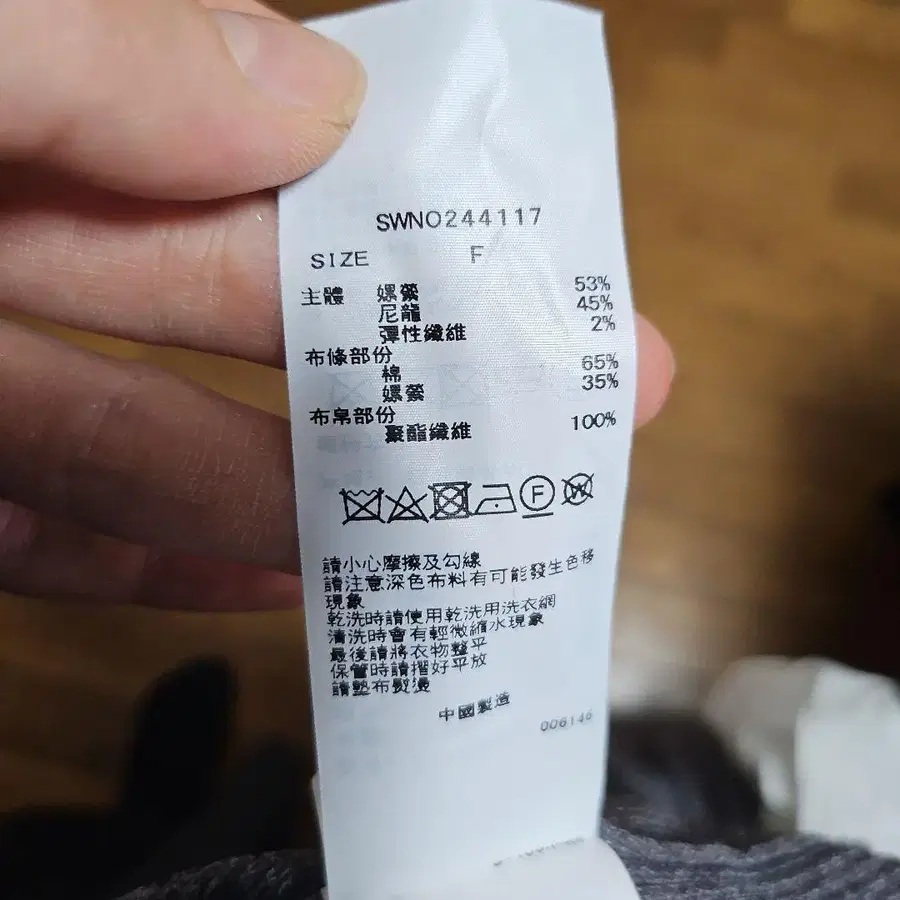 SWNO244117
SIZE F
主體 嫘縈 53%
尼龍 45%
彈性纖維 2%
布條部份
棉 65%
嫘縈 35%
布帛部份
聚酯纖維 100%
F W
請小心摩擦及勾線
請注意深色布料有可能發生色移
現象
乾洗時請使用乾洗用洗衣網
清洗時會有輕微縮水現象
最後請將衣物整平
保管時請摺好平放
請墊布熨燙
中國製造
006146